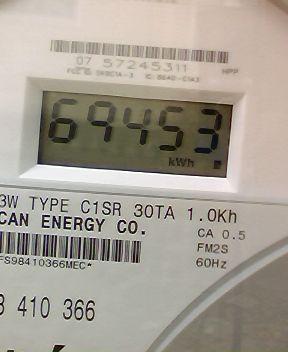 07 57245311
69453
kWh
3W TYPE C1SR 30TA 1.0Kh
CAN ENERGY CO.
CA 0.5
FM2S
60Hz
FS98410366MEC*
3 410 366